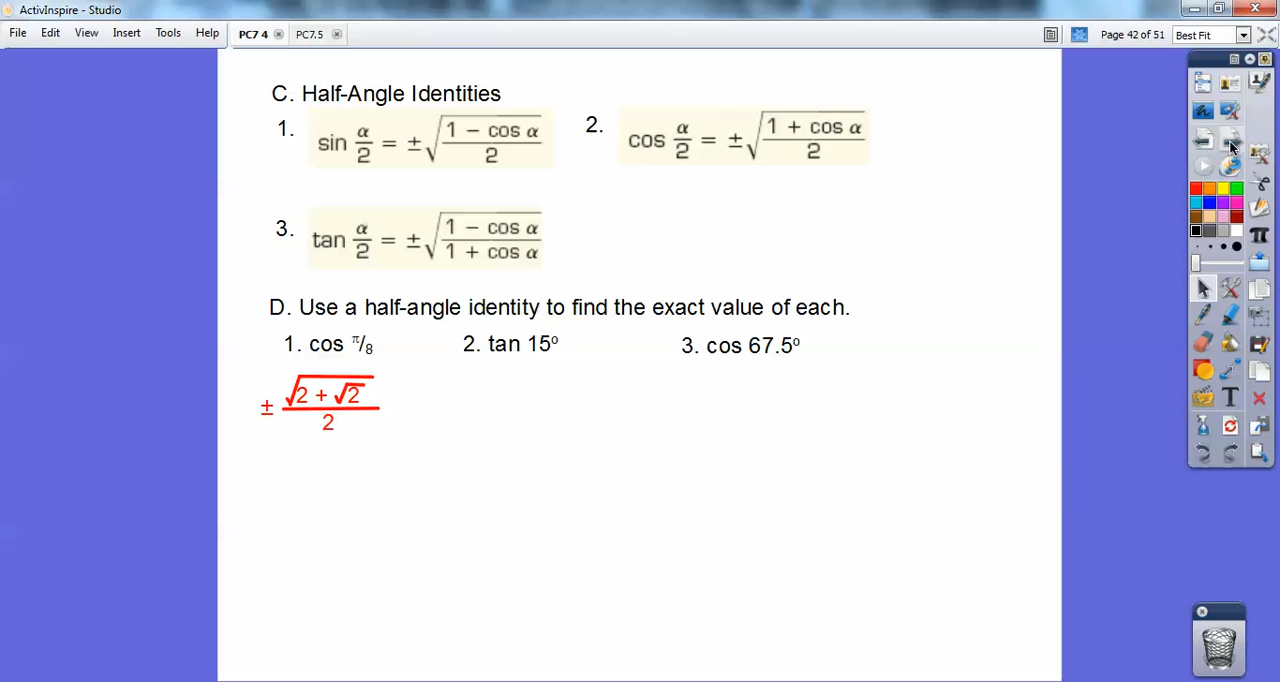 ActivInspire - Studio
File Edit View Insert Tools Help PC7 4 PC7.5 Page 42 of 51 Best Fit
C. Half-Angle Identities
1. sin α/2 = ±√((1 − cos α)/2) 2. cos α/2 = ±√((1 + cos α)/2)
3. tan α/2 = ±√((1 − cos α)/(1 + cos α))
D. Use a half-angle identity to find the exact value of each.
1. cos π/8 2. tan 15º 3. cos 67.5º
± √(2 + √2)/2